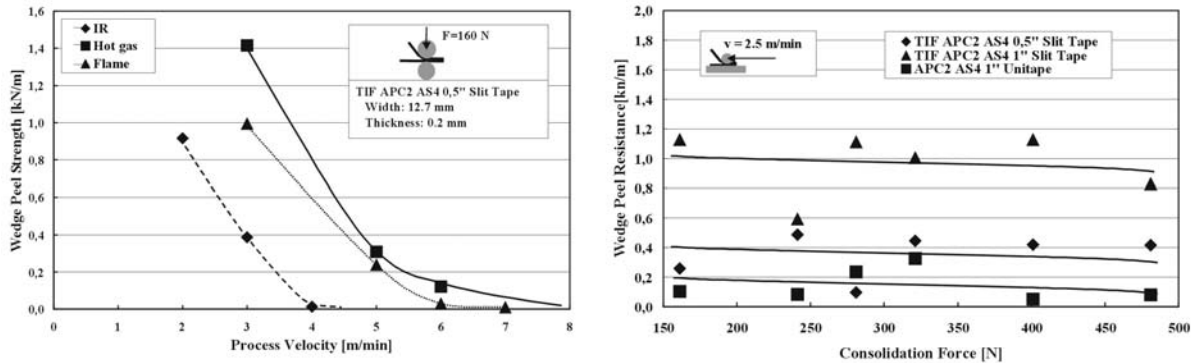 Wedge Peel Strength [kN/m]
1,6
1,4
1,2
1,0
0,8
0,6
0,4
0,2
0,0
IR
Hot gas
Flame
F=160 N
TIF APC2 AS4 0,5'' Slit Tape
Width: 12.7 mm
Thickness: 0.2 mm
0 1 2 3 4 5 6 7 8
Process Velocity [m/min]
Wedge Peel Resistance[kn/m]
2,0
1,8
1,6
1,4
1,2
1,0
0,8
0,6
0,4
0,2
0,0
v = 2.5 m/min
TIF APC2 AS4 0,5'' Slit Tape
TIF APC2 AS4 1'' Slit Tape
APC2 AS4 1'' Unitape
150 200 250 300 350 400 450 500
Consolidation Force [N]